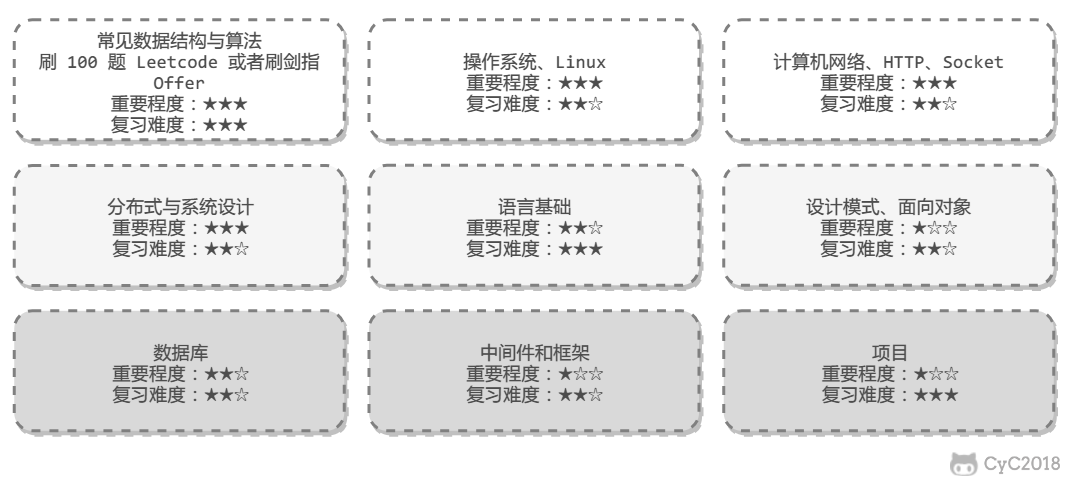 常见数据结构与算法
刷 100 题 Leetcode 或者刷剑指
Offer
重要程度：★★★
复习难度：★★★
操作系统、Linux
重要程度：★★★
复习难度：★★☆
计算机网络、HTTP、Socket
重要程度：★★★
复习难度：★★☆
分布式与系统设计
重要程度：★★★
复习难度：★★☆
语言基础
重要程度：★★☆
复习难度：★★★
设计模式、面向对象
重要程度：★☆☆
复习难度：★★☆
数据库
重要程度：★★☆
复习难度：★★☆
中间件和框架
重要程度：★☆☆
复习难度：★★☆
项目
重要程度：★☆☆
复习难度：★★★
CyC2018